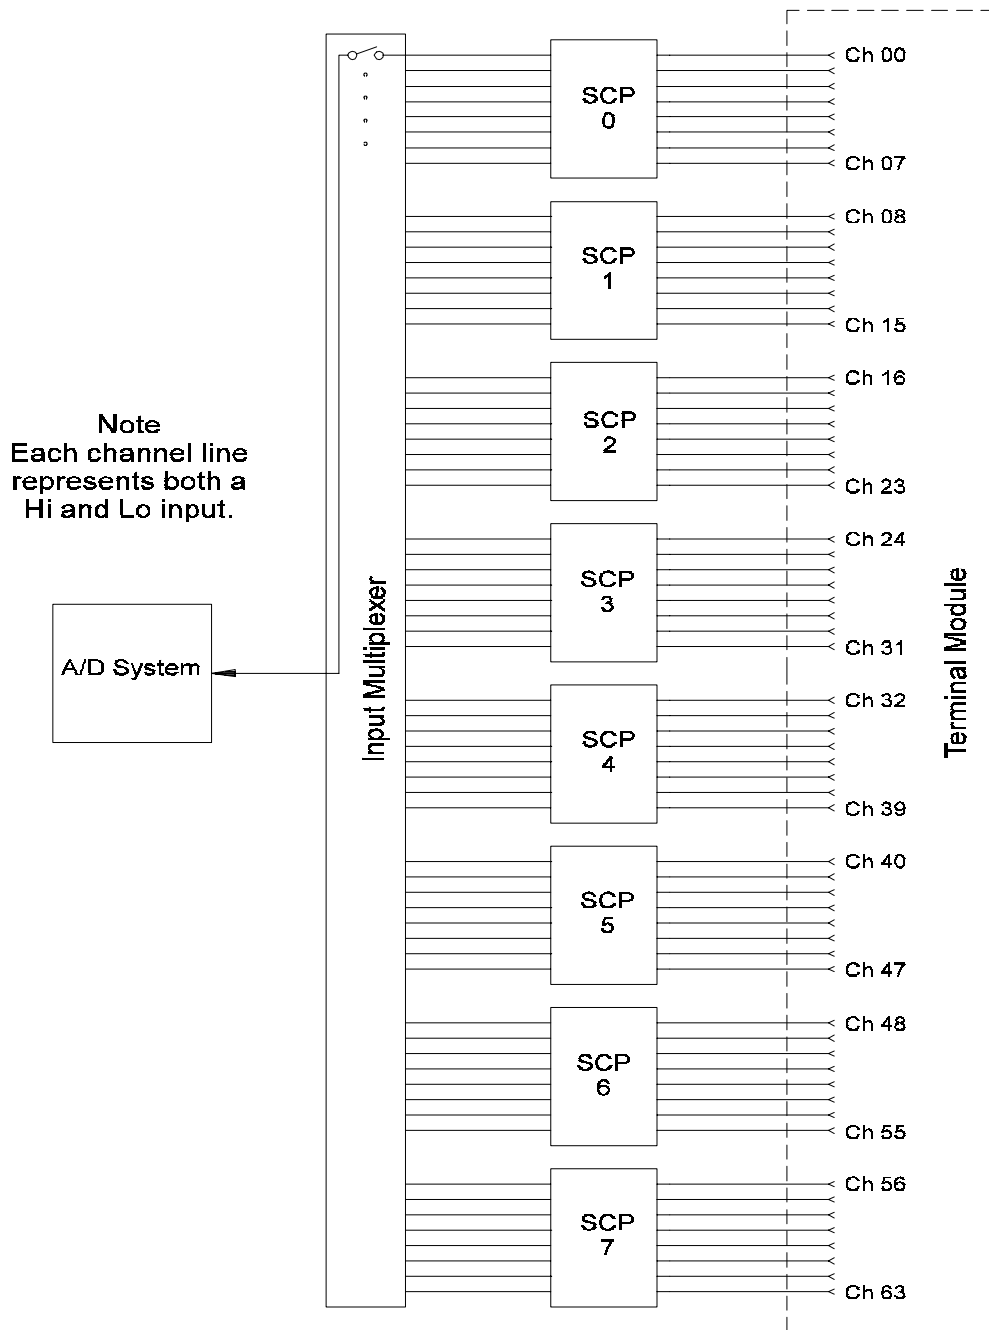 Ch 00
SCP
0
Ch 07
Ch 08
SCP
1
Ch 15
Ch 16
SCP
2
Ch 23
Note
Each channel line
represents both a
Hi and Lo input.
Ch 24
SCP
3
Ch 31
A/D System
Input Multiplexer
Terminal Module
Ch 32
SCP
4
Ch 39
Ch 40
SCP
5
Ch 47
Ch 48
SCP
6
Ch 55
Ch 56
SCP
7
Ch 63